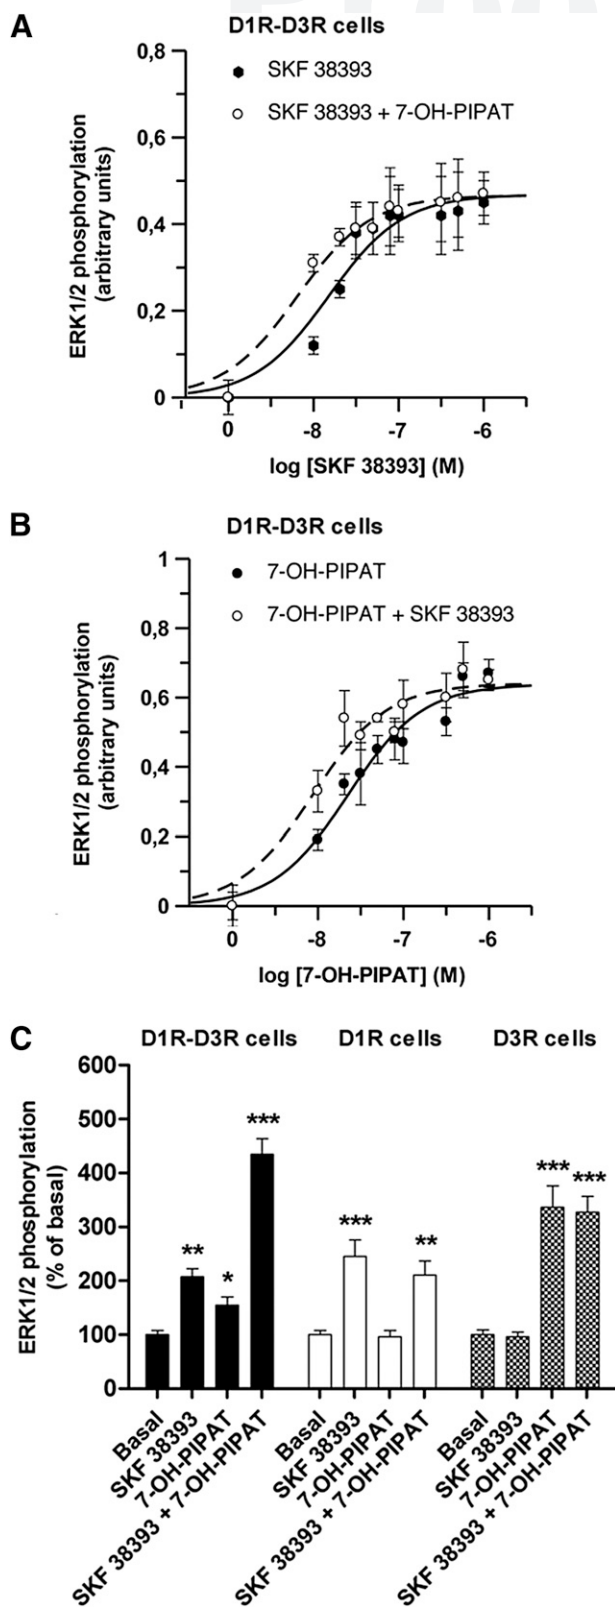 A
D1R-D3R cells
SKF 38393
SKF 38393 + 7-OH-PIPAT
ERK1/2 phosphorylation
(arbitrary units)
0,8
0,6
0,4
0,2
0
0 -8 -7 -6
log [SKF 38393] (M)
B
D1R-D3R cells
7-OH-PIPAT
7-OH-PIPAT + SKF 38393
ERK1/2 phosphorylation
(arbitrary units)
1
0,8
0,6
0,4
0,2
0
0 -8 -7 -6
log [7-OH-PIPAT] (M)
C
D1R-D3R cells D1R cells D3R cells
ERK1/2 phosphorylation
(% of basal)
600
500
400
300
200
100
0
** * *** *** ** *** ***
Basal
SKF 38393
7-OH-PIPAT
SKF 38393 + 7-OH-PIPAT
Basal
SKF 38393
7-OH-PIPAT
SKF 38393 + 7-OH-PIPAT
Basal
SKF 38393
7-OH-PIPAT
SKF 38393 + 7-OH-PIPAT